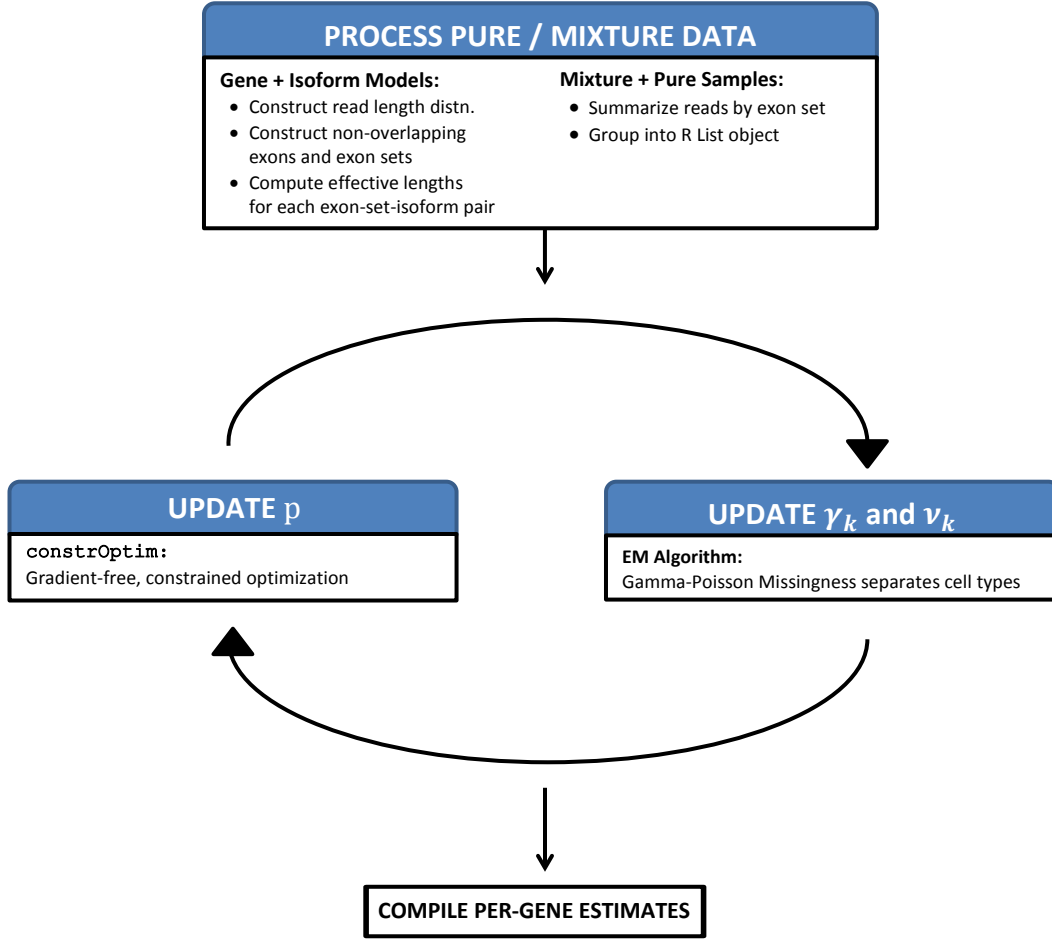 PROCESS PURE / MIXTURE DATA
Gene + Isoform Models:
• Construct read length distn.
• Construct non-overlapping
exons and exon sets
• Compute effective lengths
for each exon-set-isoform pair
Mixture + Pure Samples:
• Summarize reads by exon set
• Group into R List object
UPDATE p
constrOptim:
Gradient-free, constrained optimization
UPDATE γₖ and νₖ
EM Algorithm:
Gamma-Poisson Missingness separates cell types
COMPILE PER-GENE ESTIMATES